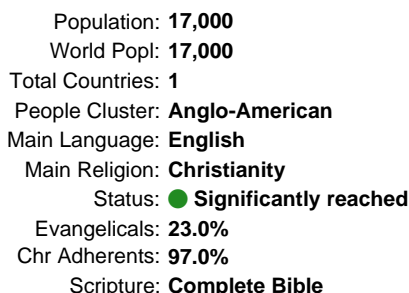 Population: 17,000
World Popl: 17,000
Total Countries: 1
People Cluster: Anglo-American
Main Language: English
Main Religion: Christianity
Status: Significantly reached
Evangelicals: 23.0%
Chr Adherents: 97.0%
Scripture: Complete Bible